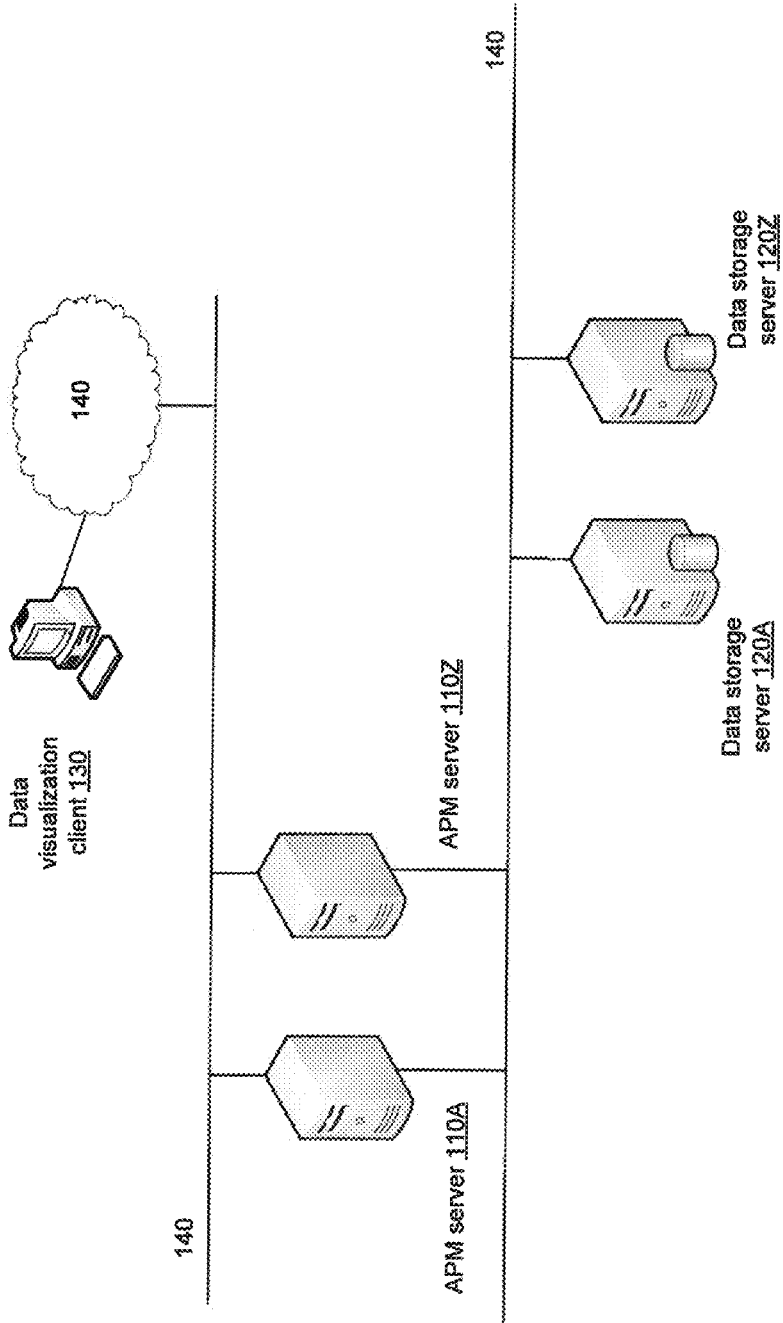 Data
visualization
client 130
140
140
APM server 110A
APM server 110Z
140
Data storage
server 120A
Data storage
server 120Z